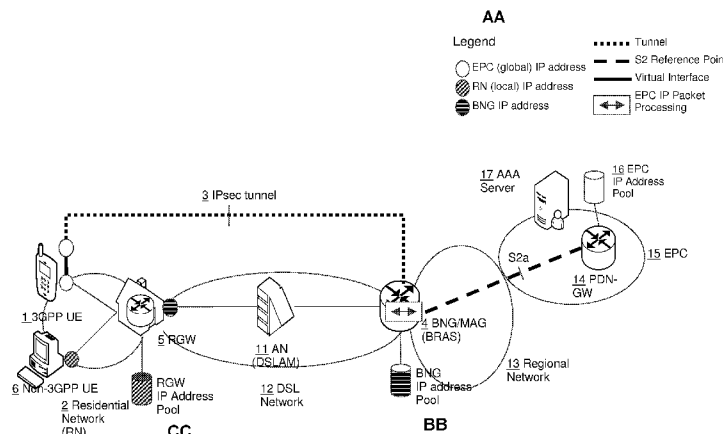 AA
Legend
EPC (global) IP address
RN (local) IP address
BNG IP address
Tunnel
S2 Reference Point
Virtual Interface
EPC IP Packet
Processing
3 IPsec tunnel
17 AAA
Server
16 EPC
IP Address
Pool
S2a
15 EPC
14 PDN-
GW
1 3GPP UE
5 RGW
11 AN
(DSLAM)
4 BNG/MAG
(BRAS)
6 Non-3GPP UE
2 Residential
Network
(RN)
RGW
IP Address
Pool
12 DSL
Network
BNG
IP address
Pool
13 Regional
Network
CC
BB